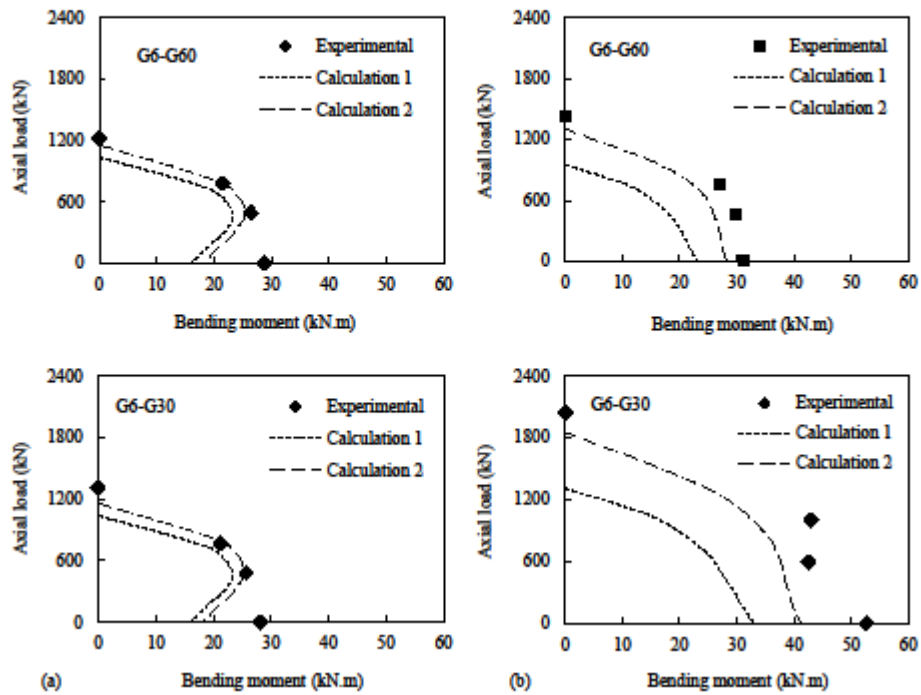 2400
1800
1200
600
0
Axial load (kN)
G6-G60
Experimental
Calculation 1
Calculation 2
0 10 20 30 40 50 60
Bending moment (kN.m)
2400
1800
1200
600
0
Axial load (kN)
G6-G60
Experimental
Calculation 1
Calculation 2
0 10 20 30 40 50 60
Bending moment (kN.m)
2400
1800
1200
600
0
Axial load (kN)
G6-G30
Experimental
Calculation 1
Calculation 2
0 10 20 30 40 50 60
(a)
Bending moment (kN.m)
2400
1800
1200
600
0
Axial load (kN)
G6-G30
Experimental
Calculation 1
Calculation 2
0 10 20 30 40 50 60
(b)
Bending moment (kN.m)